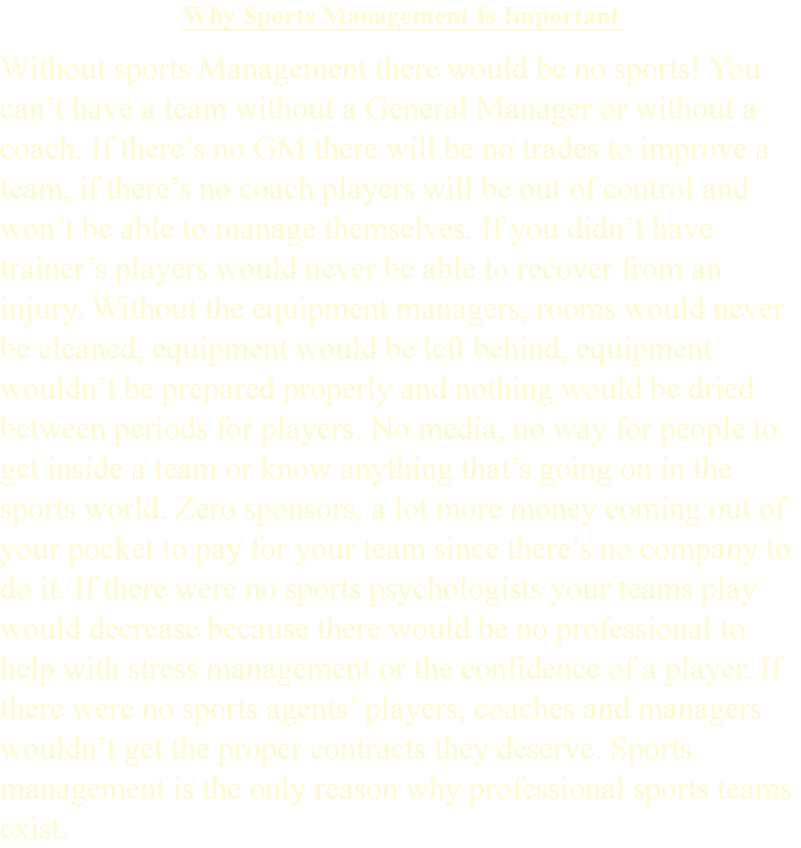 Why Sports Management Is Important
Without sports Management there would be no sports! You
can’t have a team without a General Manager or without a
coach. If there’s no GM there will be no trades to improve a
team, if there’s no coach players will be out of control and
won’t be able to manage themselves. If you didn’t have
trainer’s players would never be able to recover from an
injury. Without the equipment managers, rooms would never
be cleaned, equipment would be left behind, equipment
wouldn’t be prepared properly and nothing would be dried
between periods for players. No media, no way for people to
get inside a team or know anything that’s going on in the
sports world. Zero sponsors, a lot more money coming out of
your pocket to pay for your team since there’s no company to
do it. If there were no sports psychologists your teams play
would decrease because there would be no professional to
help with stress management or the confidence of a player. If
there were no sports agents’ players, coaches and managers
wouldn’t get the proper contracts they deserve. Sports
management is the only reason why professional sports teams
exist.